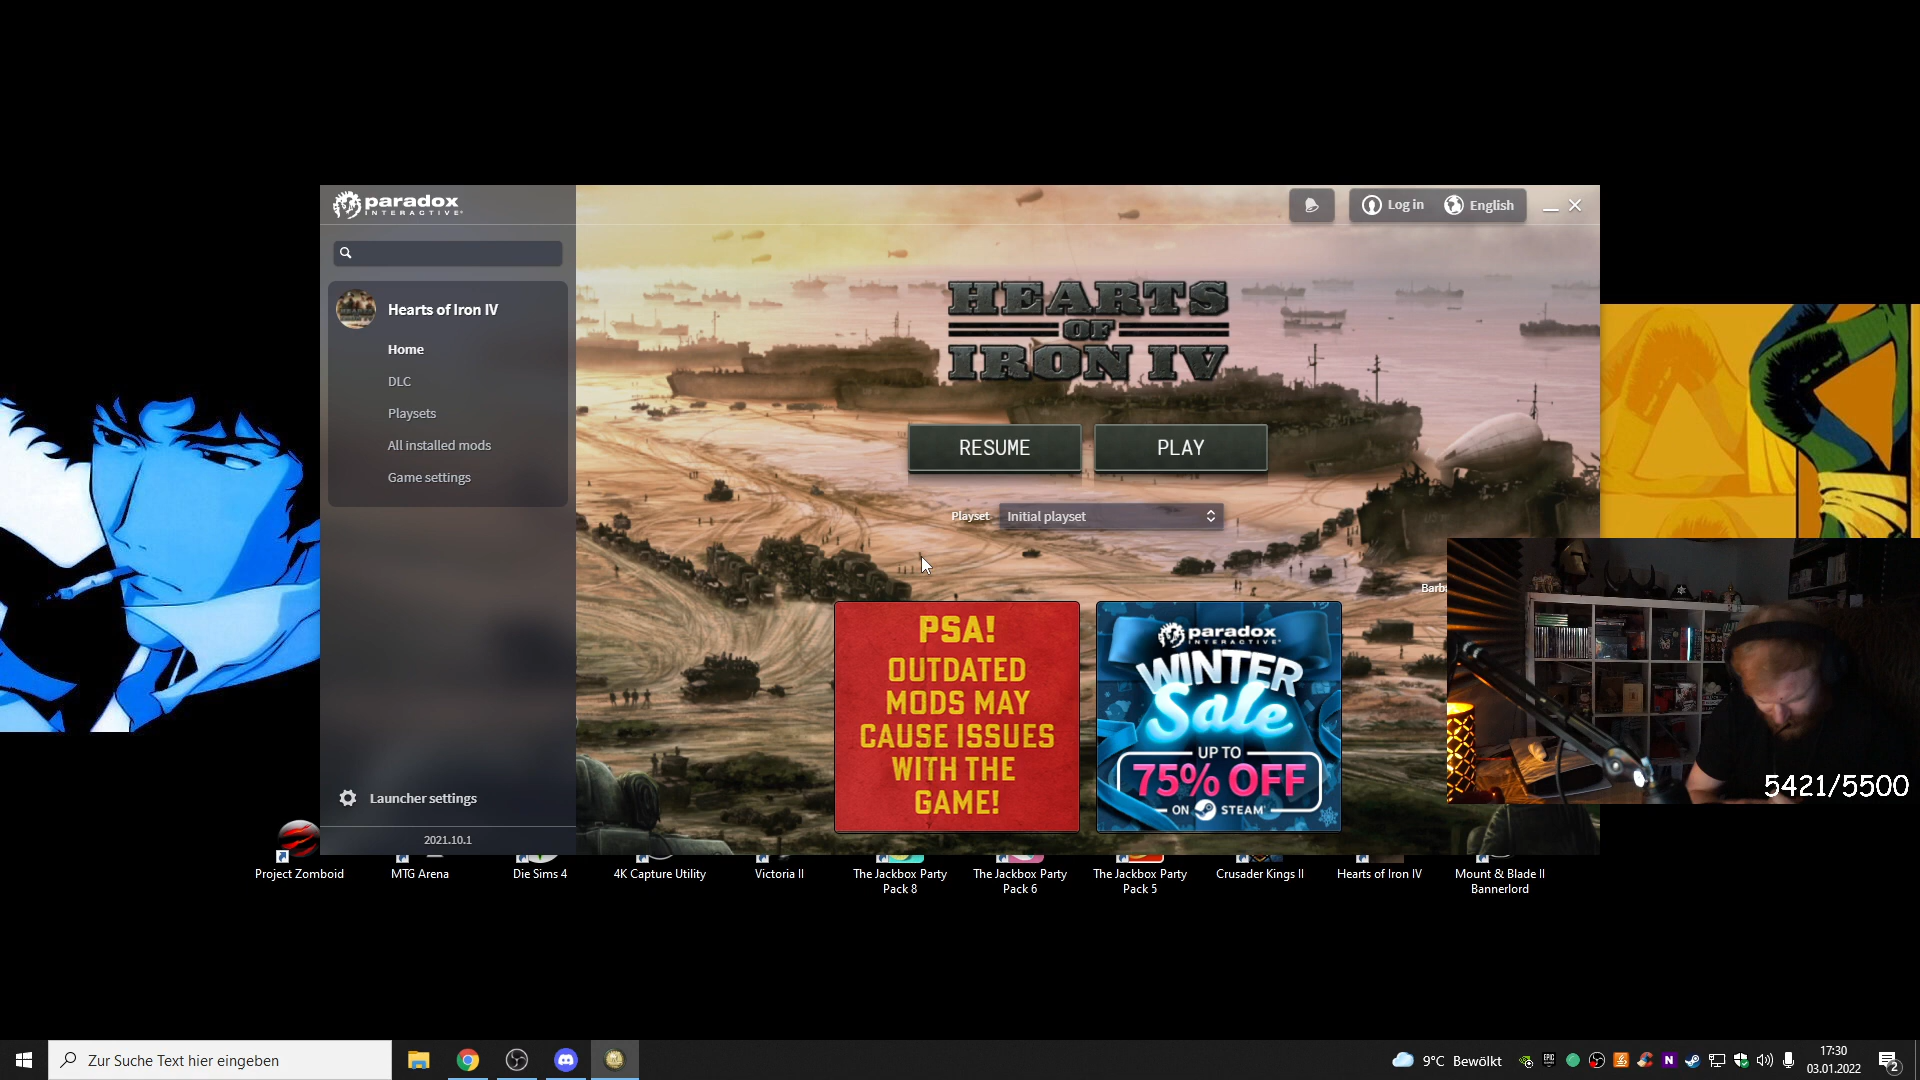 paradox
INTERACTIVE
Log in
English
Hearts of Iron IV
Home
DLC
Playsets
All installed mods
Game settings
Launcher settings
2021.10.1
HEARTS
OF
IRON IV
RESUME
PLAY
Playset
Initial playset
Barb
PSA!
OUTDATED
MODS MAY
CAUSE ISSUES
WITH THE
GAME!
paradox
INTERACTIVE
WINTER
Sale
UP TO
75% OFF
ON STEAM
5421/5500
Project Zomboid
MTG Arena
Die Sims 4
4K Capture Utility
Victoria II
The Jackbox Party
Pack 8
The Jackbox Party
Pack 6
The Jackbox Party
Pack 5
Crusader Kings II
Hearts of Iron IV
Mount & Blade II
Bannerlord
Zur Suche Text hier eingeben
9°C Bewölkt
EPIC
N
17:30
03.01.2022
2